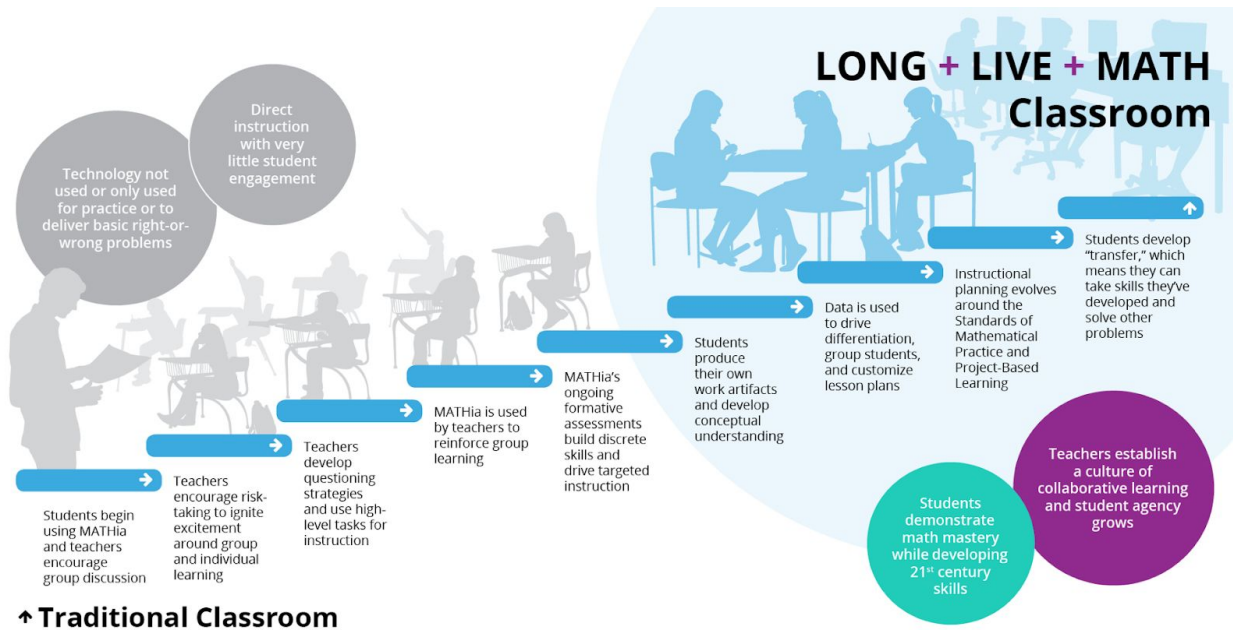 LONG + LIVE + MATH
Classroom
Direct
instruction
with very
little student
engagement
Technology not
used or only used
for practice or to
deliver basic right-or-
wrong problems
Students begin
using MATHia
and teachers
encourage
group discussion
Teachers
encourage risk-
taking to ignite
excitement
around group
and individual
learning
Teachers
develop
questioning
strategies
and use high-
level tasks for
instruction
MATHia is used
by teachers to
reinforce group
learning
MATHia’s
ongoing
formative
assessments
build discrete
skills and
drive targeted
instruction
Students
produce
their own
work artifacts
and develop
conceptual
understanding
Data is used
to drive
differentiation,
group students,
and customize
lesson plans
Instructional
planning evolves
around the
Standards of
Mathematical
Practice and
Project-Based
Learning
Students develop
“transfer,” which
means they can
take skills they’ve
developed and
solve other
problems
Students
demonstrate
math mastery
while developing
21st century
skills
Teachers establish
a culture of
collaborative learning
and student agency
grows
Traditional Classroom